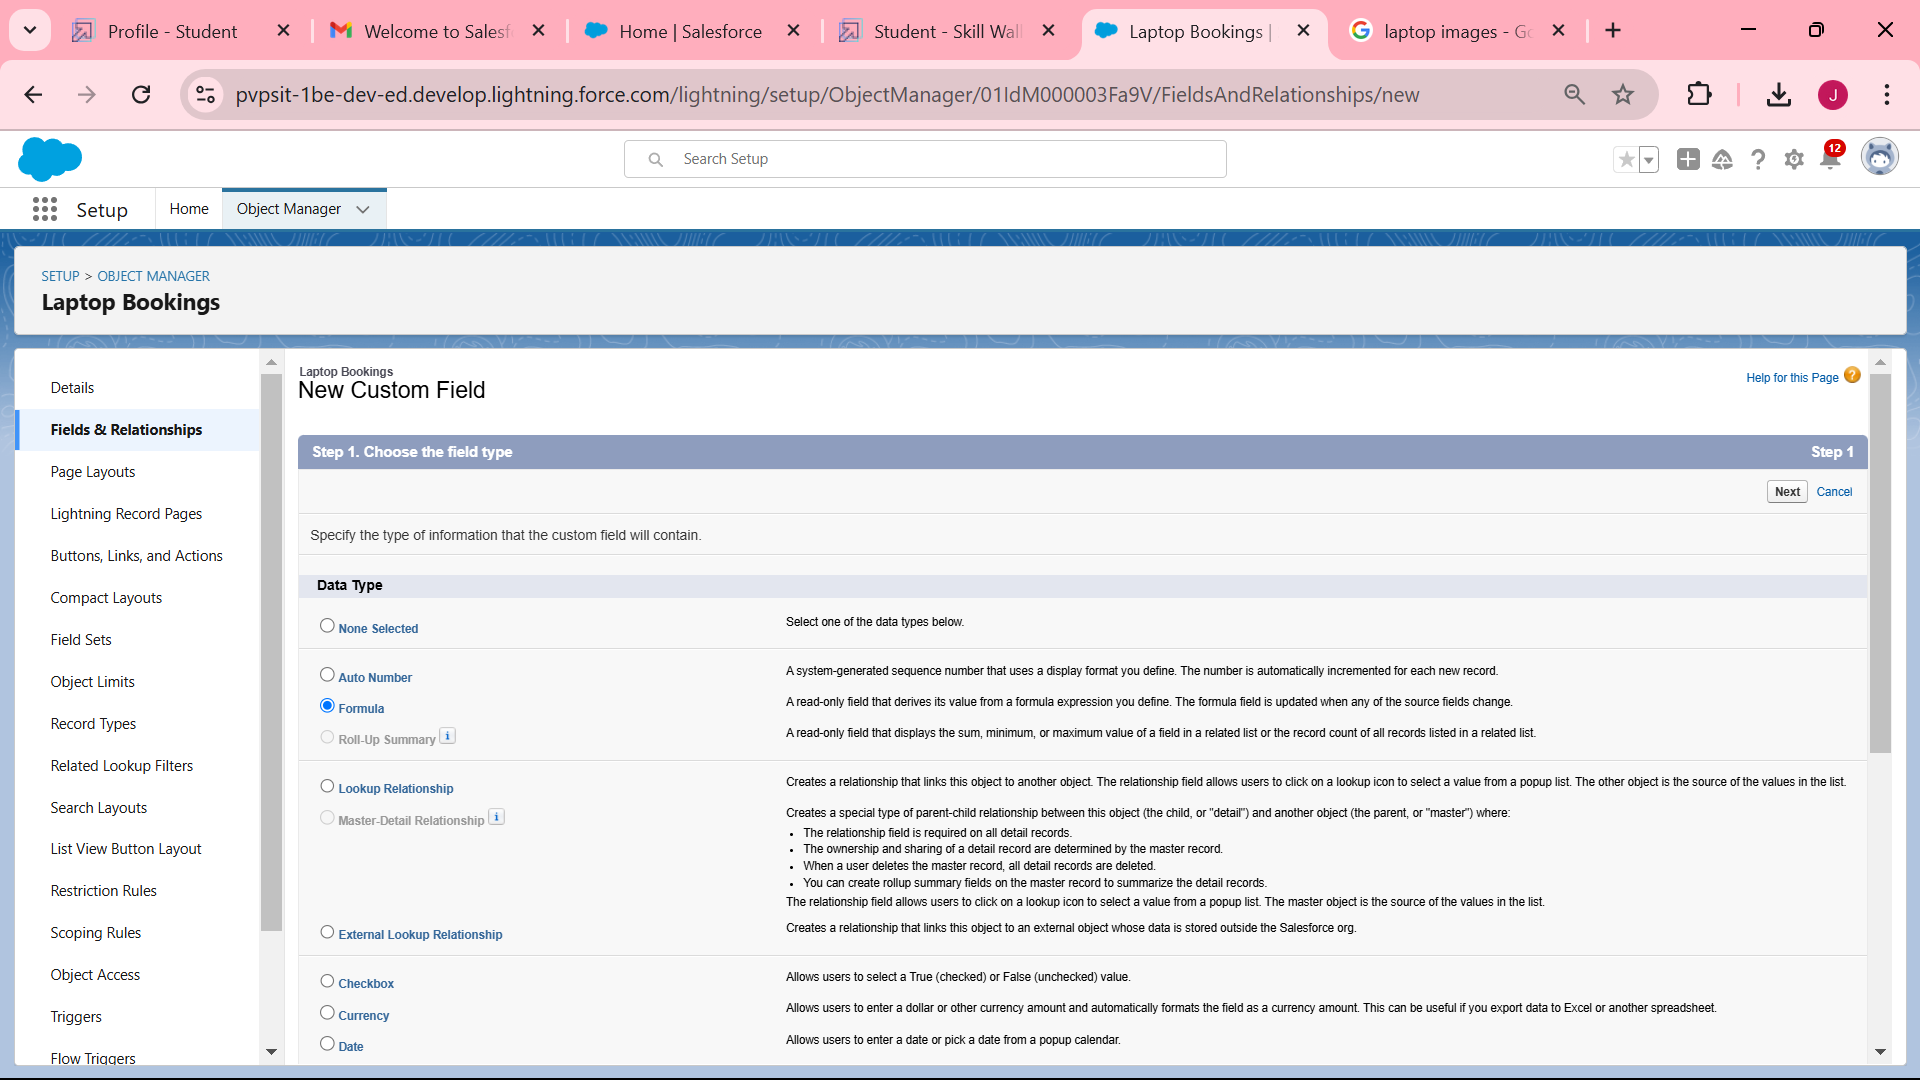 Profile - Student
Welcome to Salesf
Home | Salesforce
Student - Skill Wal
Laptop Bookings |
laptop images - Go
pvpsit-1be-dev-ed.develop.lightning.force.com/lightning/setup/ObjectManager/01IdM000003Fa9V/FieldsAndRelationships/new
J
Search Setup
12
Setup
Home
Object Manager
SETUP > OBJECT MANAGER
Laptop Bookings
Details
Fields & Relationships
Page Layouts
Lightning Record Pages
Buttons, Links, and Actions
Compact Layouts
Field Sets
Object Limits
Record Types
Related Lookup Filters
Search Layouts
List View Button Layout
Restriction Rules
Scoping Rules
Object Access
Triggers
Flow Triggers
Laptop Bookings
New Custom Field
Help for this Page ?
Step 1. Choose the field type
Step 1
Next Cancel
Specify the type of information that the custom field will contain.
Data Type
None Selected
Select one of the data types below.
Auto Number
A system-generated sequence number that uses a display format you define. The number is automatically incremented for each new record.
Formula
A read-only field that derives its value from a formula expression you define. The formula field is updated when any of the source fields change.
Roll-Up Summary i
A read-only field that displays the sum, minimum, or maximum value of a field in a related list or the record count of all records listed in a related list.
Lookup Relationship
Creates a relationship that links this object to another object. The relationship field allows users to click on a lookup icon to select a value from a popup list. The other object is the source of the values in the list.
Master-Detail Relationship i
Creates a special type of parent-child relationship between this object (the child, or "detail") and another object (the parent, or "master") where:
• The relationship field is required on all detail records.
• The ownership and sharing of a detail record are determined by the master record.
• When a user deletes the master record, all detail records are deleted.
• You can create rollup summary fields on the master record to summarize the detail records.
The relationship field allows users to click on a lookup icon to select a value from a popup list. The master object is the source of the values in the list.
External Lookup Relationship
Creates a relationship that links this object to an external object whose data is stored outside the Salesforce org.
Checkbox
Allows users to select a True (checked) or False (unchecked) value.
Currency
Allows users to enter a dollar or other currency amount and automatically formats the field as a currency amount. This can be useful if you export data to Excel or another spreadsheet.
Date
Allows users to enter a date or pick a date from a popup calendar.